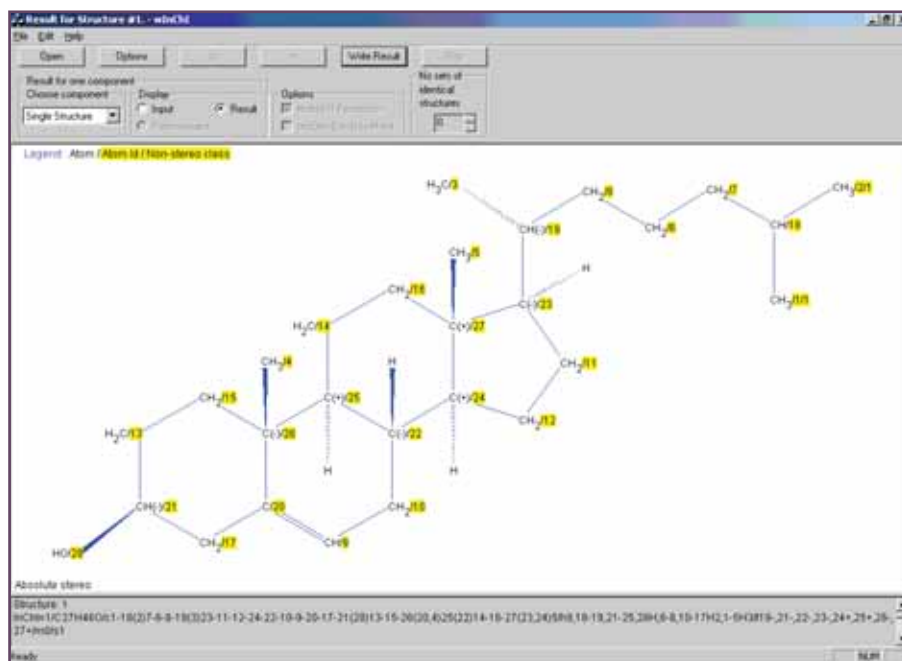 Result for Structure #1. - wInChI
File Edit Help
Open Options Write Result
Result for one component
Choose component
Single Structure
Display
Input Result
Options
No sets of
identical
structures
0
Legend: Atom / Atom Id / Non-stereo class
H3C/3 CH2/8 CH2/7 CH3/2/1
CH(-)/19 CH2/6 CH/18
CH3/5 H
CH2/16 C(-)/23 CH3/1/1
H2C/14 C(+)/27
CH3/4 H CH2/11
CH2/15 C(+)/25 C(+)/24
H2C/13 C(-)/26 C(-)/22 CH2/12
H H
CH(-)/21 C/20 CH2/10
HO/28 CH2/17 CH/9
Absolute stereo
Structure: 1
Ready NUM